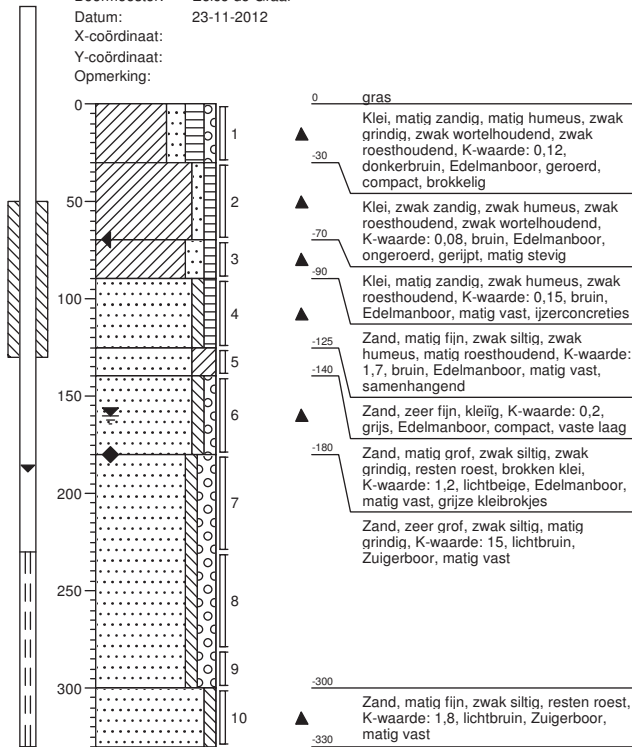 Datum: 23-11-2012
X-coördinaat:
Y-coördinaat:
Opmerking:
0
50
100
150
200
250
300
1
2
3
4
5
6
7
8
9
10
0 gras
Klei, matig zandig, matig humeus, zwak
grindig, zwak wortelhoudend, zwak
roesthoudend, K-waarde: 0,12,
donkerbruin, Edelmanboor, geroerd,
compact, brokkelig
-30
Klei, zwak zandig, zwak humeus, zwak
roesthoudend, zwak wortelhoudend,
K-waarde: 0,08, bruin, Edelmanboor,
ongeroerd, gerijpt, matig stevig
-70
Klei, matig zandig, zwak humeus, zwak
roesthoudend, K-waarde: 0,15, bruin,
Edelmanboor, matig vast, ijzerconcreties
-90
Zand, matig fijn, zwak siltig, zwak
humeus, matig roesthoudend, K-waarde:
1,7, bruin, Edelmanboor, matig vast,
samenhangend
-125
Zand, zeer fijn, kleiïg, K-waarde: 0,2,
grijs, Edelmanboor, compact, vaste laag
-140
Zand, matig grof, zwak siltig, zwak
grindig, resten roest, brokken klei,
K-waarde: 1,2, lichtbeige, Edelmanboor,
matig vast, grijze kleibrokjes
-180
Zand, zeer grof, zwak siltig, matig
grindig, K-waarde: 15, lichtbruin,
Zuigerboor, matig vast
-300
Zand, matig fijn, zwak siltig, resten roest,
K-waarde: 1,8, lichtbruin, Zuigerboor,
matig vast
-330